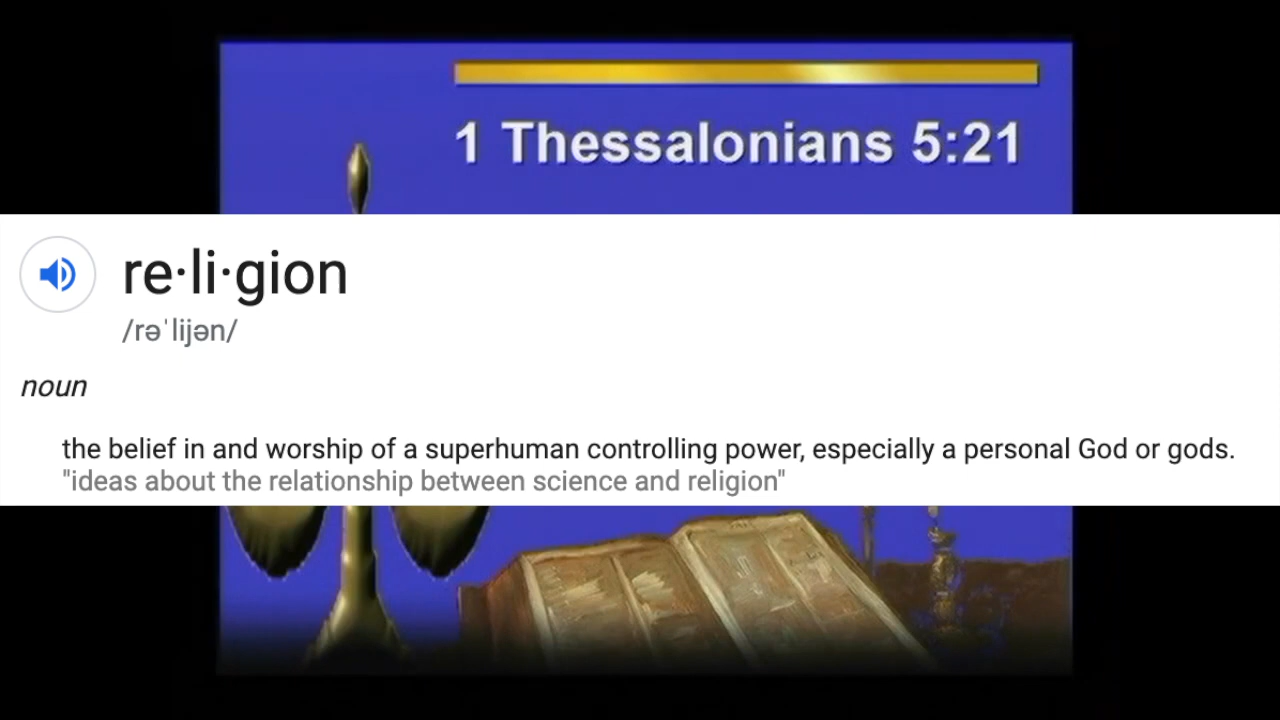 1 Thessalonians 5:21
re·li·gion
/rəˈlijən/
noun
the belief in and worship of a superhuman controlling power, especially a personal God or gods.
"ideas about the relationship between science and religion"